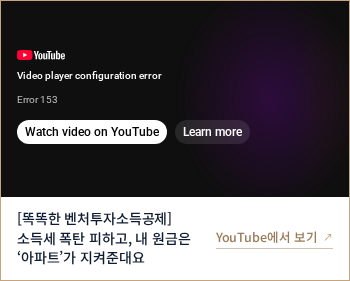 YouTube
Video player configuration error
Error 153
Watch video on YouTube Learn more
[똑똑한 벤처투자소득공제]
소득세 폭탄 피하고, 내 원금은
‘아파트’가 지켜준대요
YouTube에서 보기 ↗